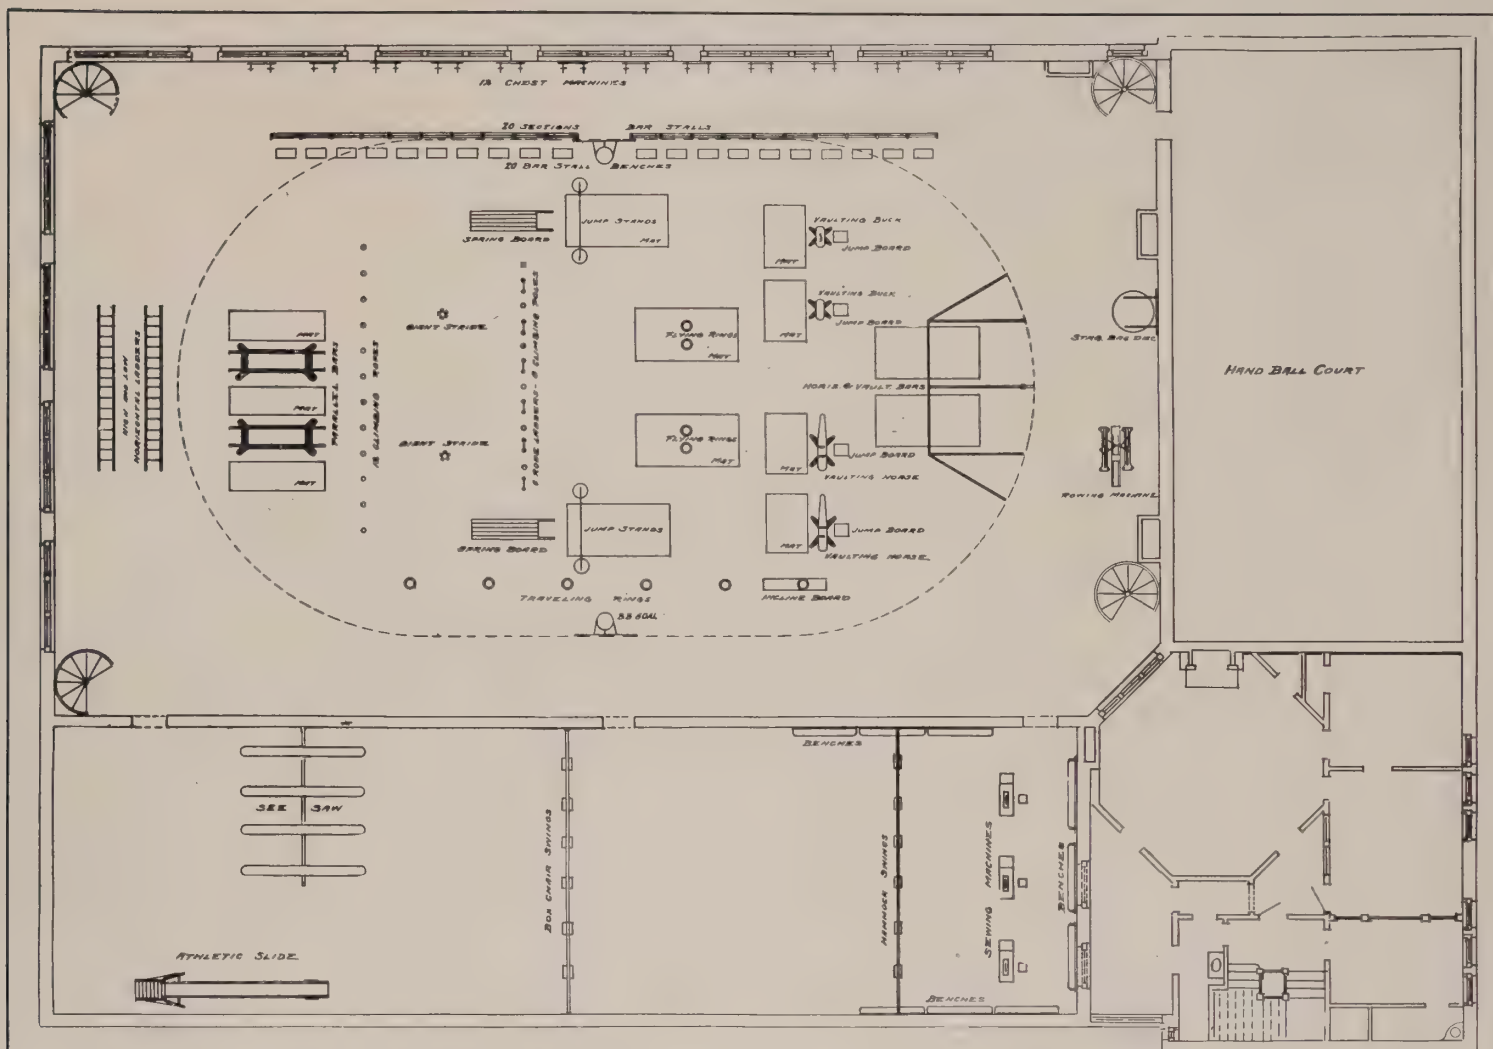 12 CHEST MACHINES
20 SECTIONS BAR STALLS
20 BAR STALL BENCHES
JUMP STANDS
MAT
SPRING BOARD
VAULTING BUCK
JUMP BOARD
MAT
VAULTING BUCK
JUMP BOARD
MAT
HIGH AND LOW
HORIZONTAL LADDERS
MAT
MAT
MAT
PARALLEL BARS
12 CLIMBING ROPES
GIANT STRIDE
GIANT STRIDE
8 ROPE LADDERS - 8 CLIMBING POLES
FLYING RINGS
MAT
FLYING RINGS
MAT
HORIZ. & VAULT. BARS
MAT
JUMP BOARD
VAULTING HORSE
MAT
JUMP BOARD
VAULTING HORSE
STRG. BAG DISC
ROWING MACHINE
HAND BALL COURT
SPRING BOARD
JUMP STANDS
MAT
TRAVELING RINGS
INCLINE BOARD
B B GOAL
BENCHES
SEE SAW
BOX CHAIR SWINGS
HAMMOCK SWINGS
SEWING MACHINES
BENCHES
ATHLETIC SLIDE
BENCHES